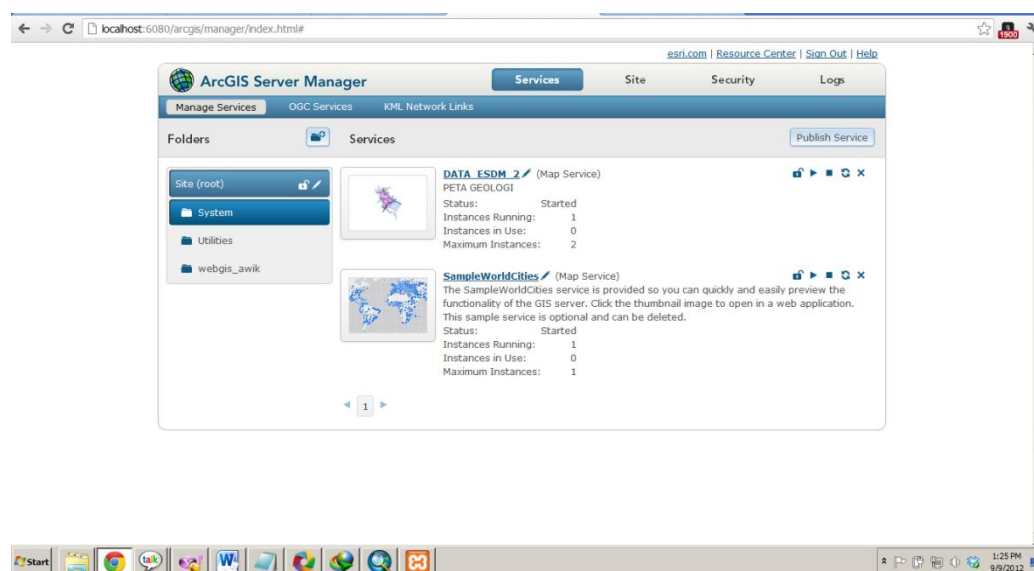 localhost:6080/arcgis/manager/index.html#
1900
esri.com | Resource Center | Sign Out | Help
ArcGIS Server Manager
Services Site Security Logs
Manage Services OGC Services KML Network Links
Folders Services Publish Service
Site (root)
System
Utilities
webgis_awik
DATA_ESDM_2 (Map Service)
PETA GEOLOGI
Status: Started
Instances Running: 1
Instances in Use: 0
Maximum Instances: 2
SampleWorldCities (Map Service)
The SampleWorldCities service is provided so you can quickly and easily preview the
functionality of the GIS server. Click the thumbnail image to open in a web application.
This sample service is optional and can be deleted.
Status: Started
Instances Running: 1
Instances in Use: 0
Maximum Instances: 1
1
Start talk W 1:25 PM
9/9/2012